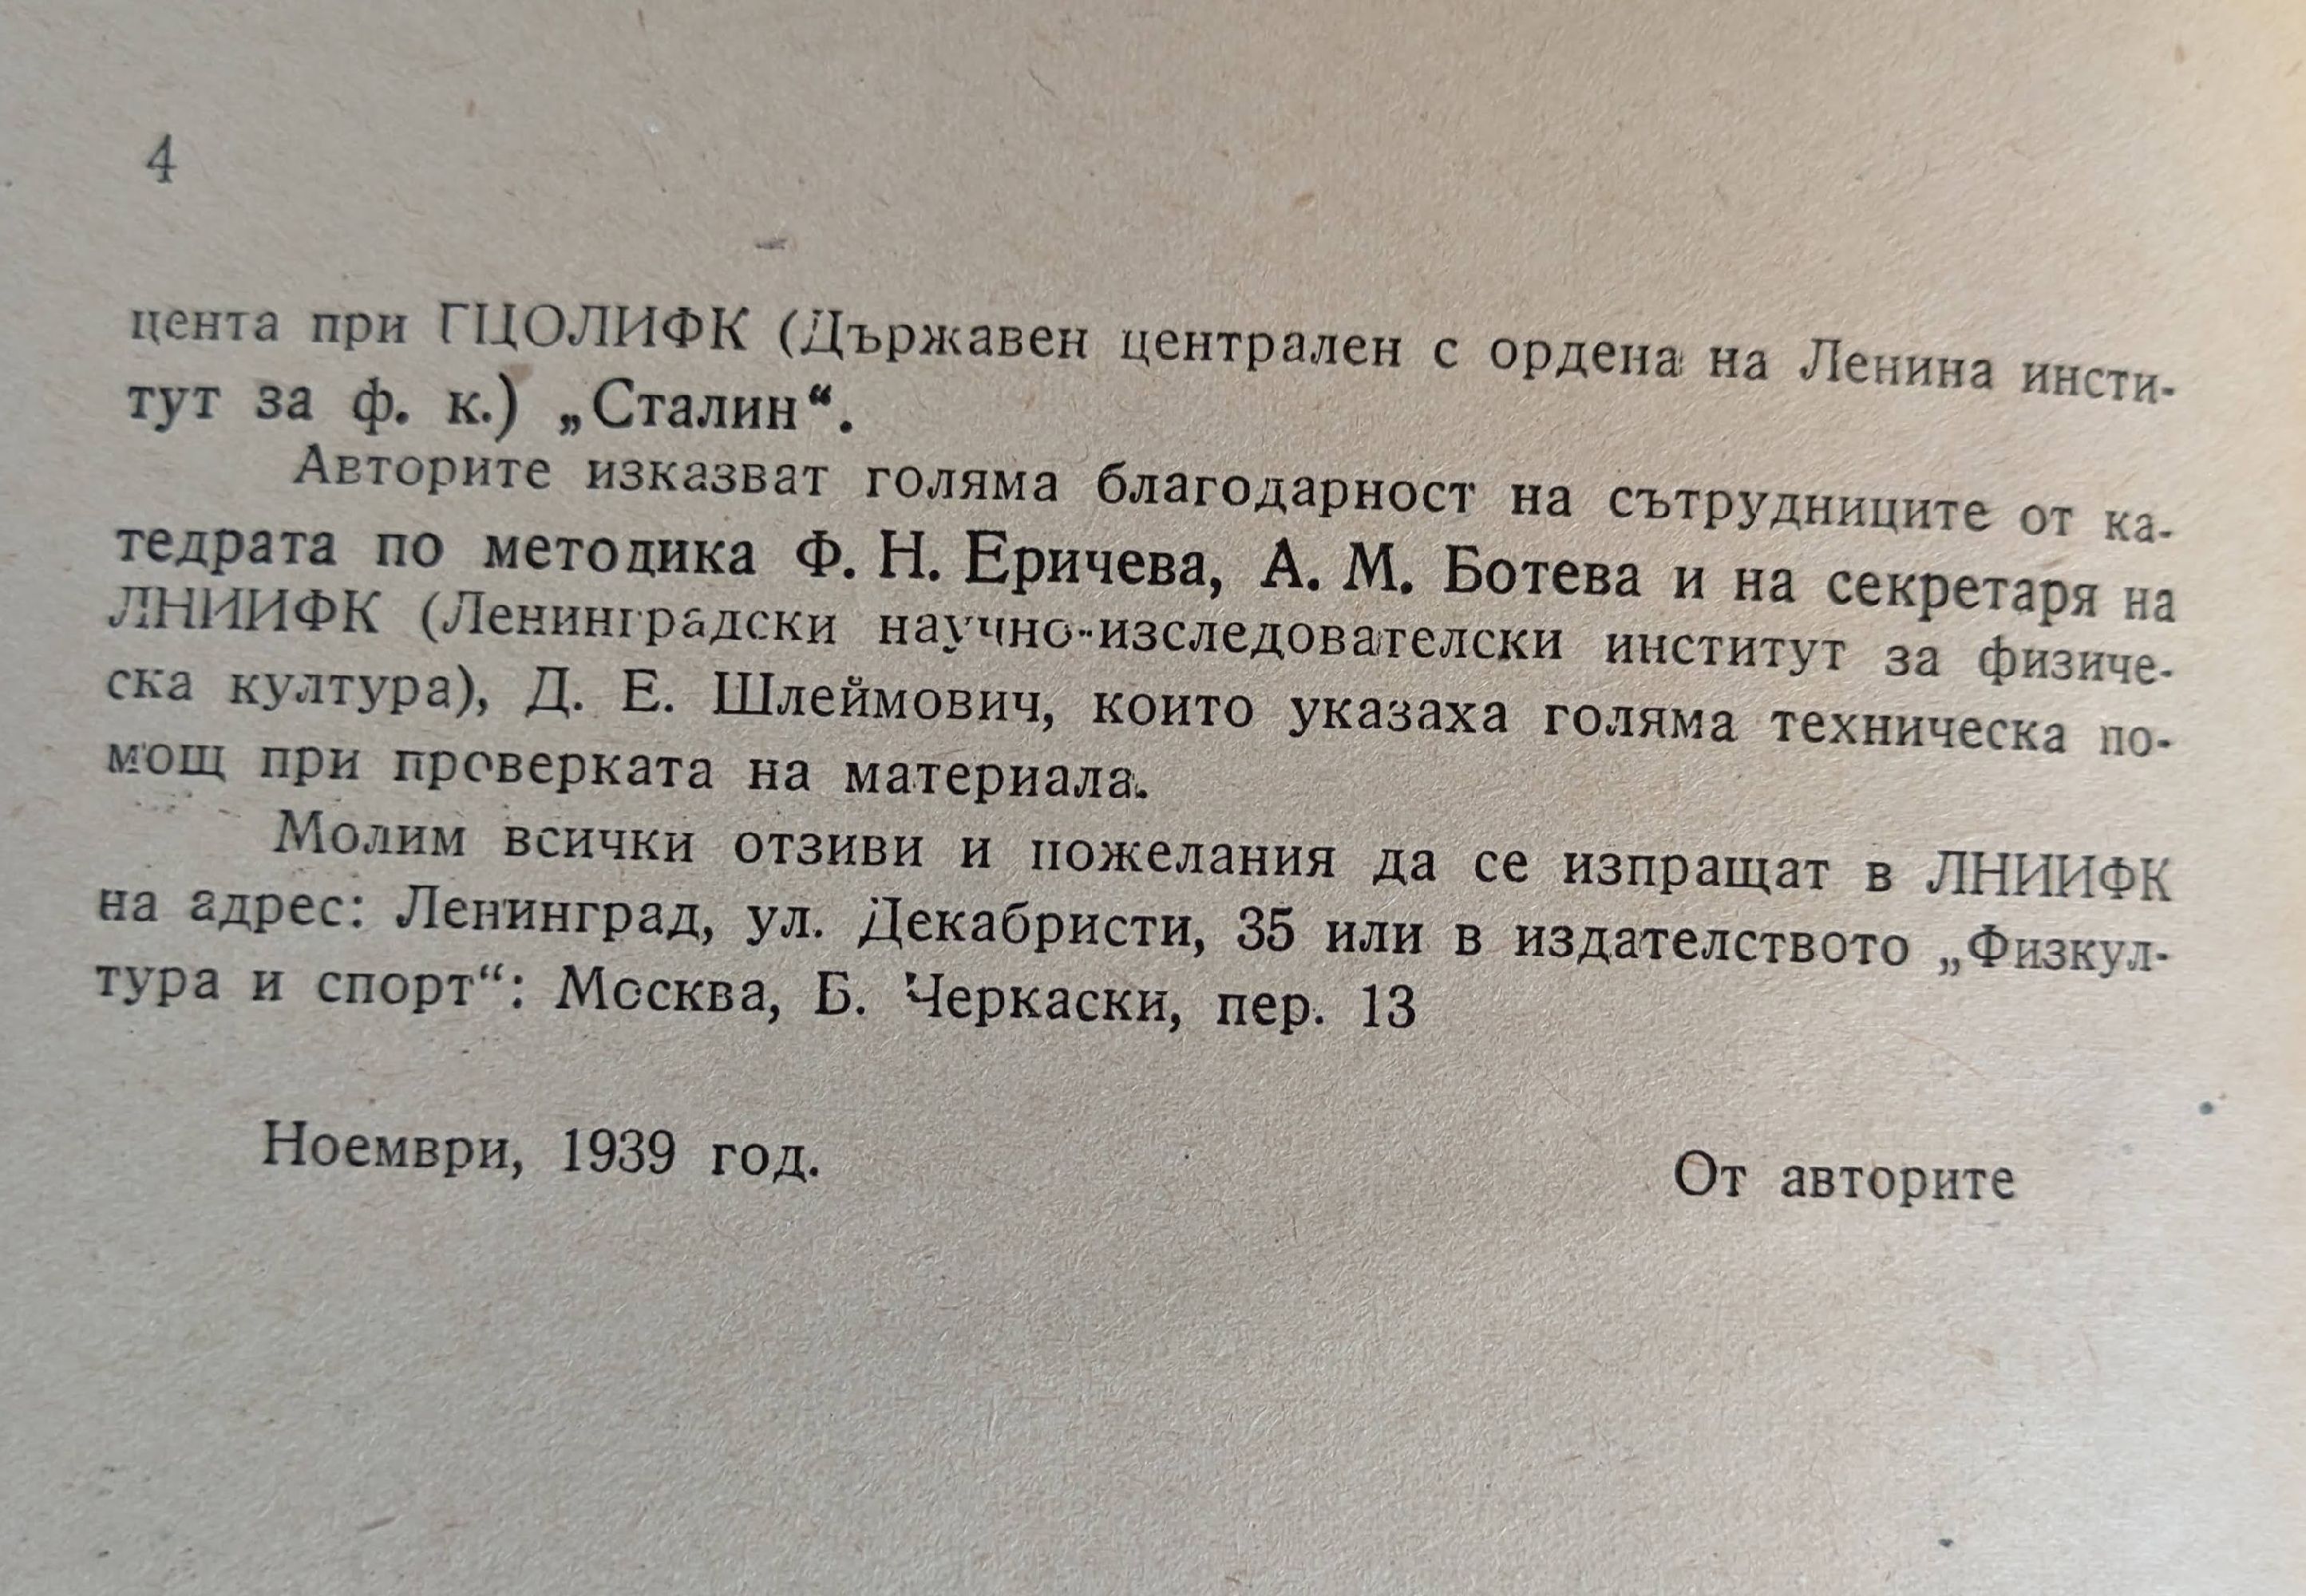 4
цента при ГЦОЛИФК (Държавен централен с ордена на Ленина инсти-
тут за ф. к.) „Сталин“.
Авторите изказват голяма благодарност на сътрудниците от ка-
тедрата по методика Ф. Н. Еричева, А. М. Ботева и на секретаря на
ЛНИИФК (Ленинградски научно-изследователски институт за физиче-
ска култура), Д. Е. Шлеймович, които указаха голяма техническа по-
мощ при проверката на материала.
Молим всички отзиви и пожелания да се изпращат в ЛНИИФК
на адрес: Ленинград, ул. Декабристи, 35 или в издателството „Физкул-
тура и спорт“: Москва, Б. Черкаски, пер. 13
Ноември, 1939 год.
От авторите